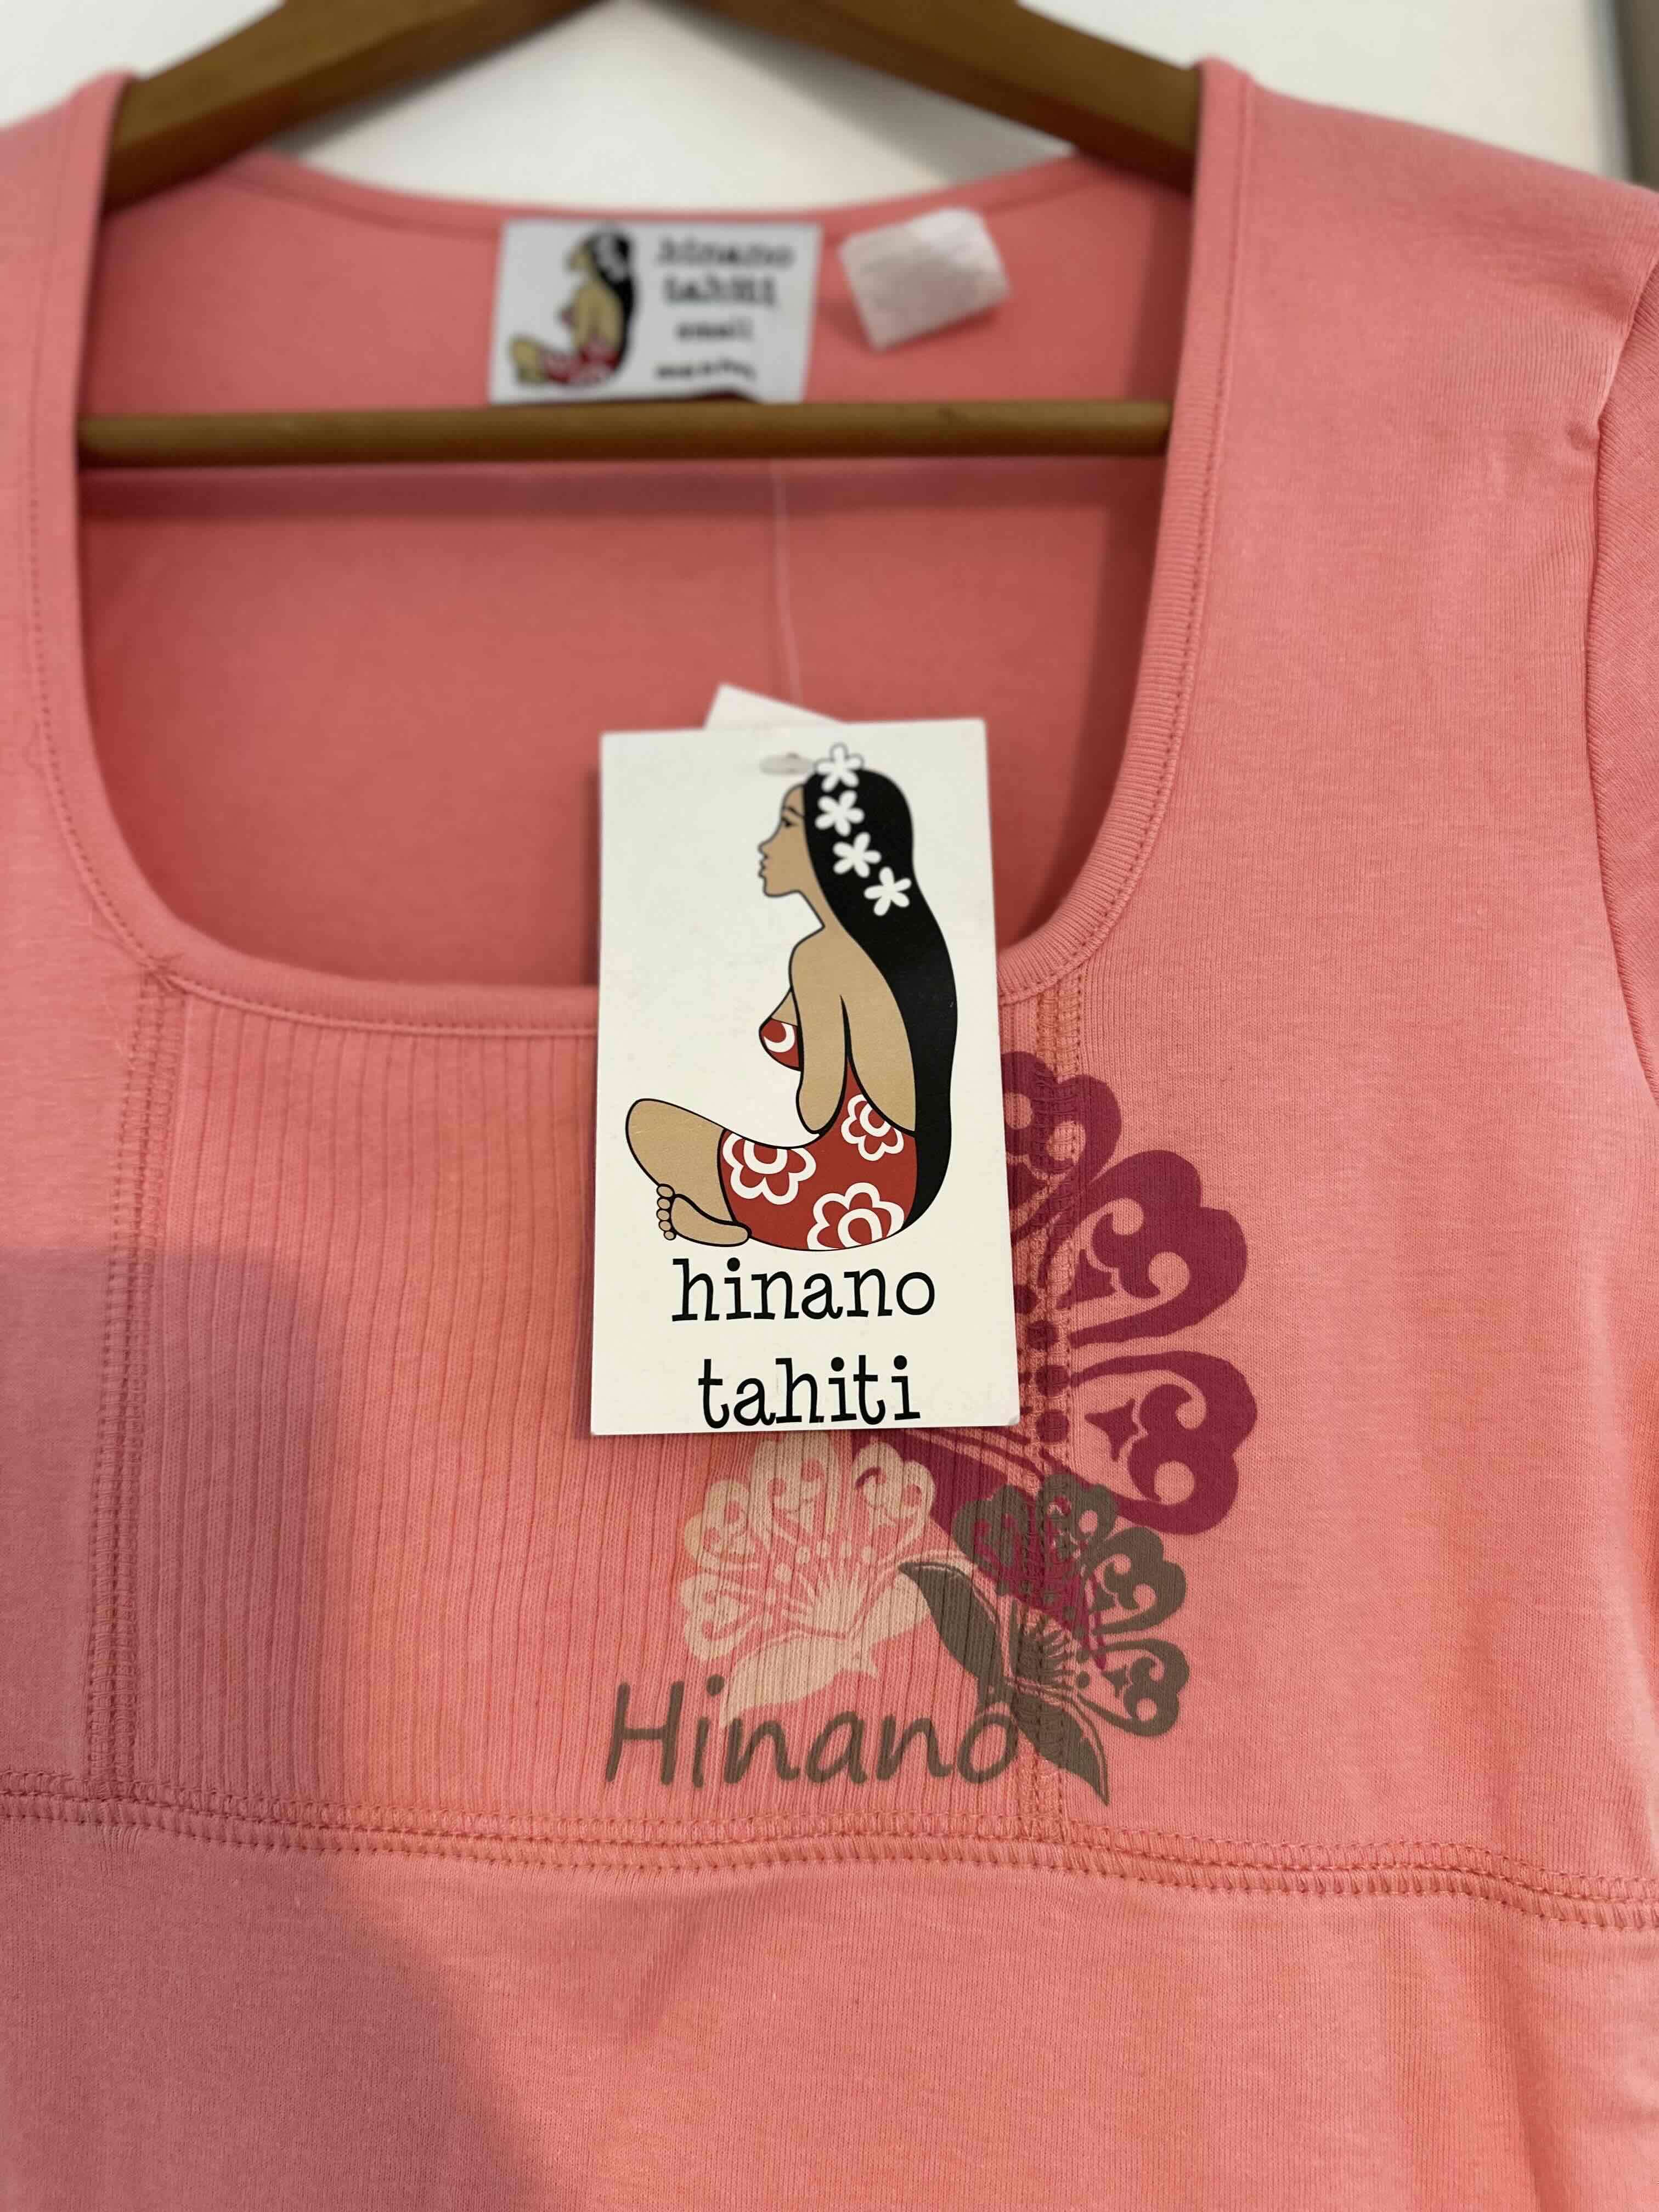 hinano
tahiti
small
hinano
tahiti
Hinano